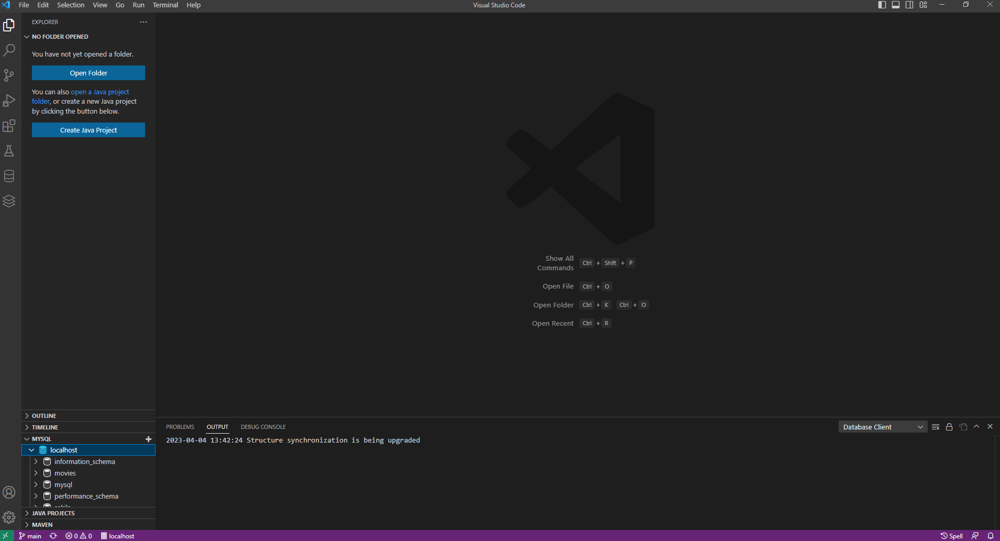 File Edit Selection View Go Run Terminal Help
Visual Studio Code
EXPLORER
NO FOLDER OPENED
You have not yet opened a folder.
Open Folder
You can also open a Java project
folder, or create a new Java project
by clicking the button below.
Create Java Project
Show All
Commands
Ctrl + Shift + P
Open File Ctrl + O
Open Folder Ctrl + K Ctrl + O
Open Recent Ctrl + R
OUTLINE
TIMELINE
MYSQL
localhost
information_schema
movies
mysql
performance_schema
JAVA PROJECTS
MAVEN
PROBLEMS OUTPUT DEBUG CONSOLE
Database Client
2023-04-04 13:42:24 Structure synchronization is being upgraded
main 0 0 localhost
Spell